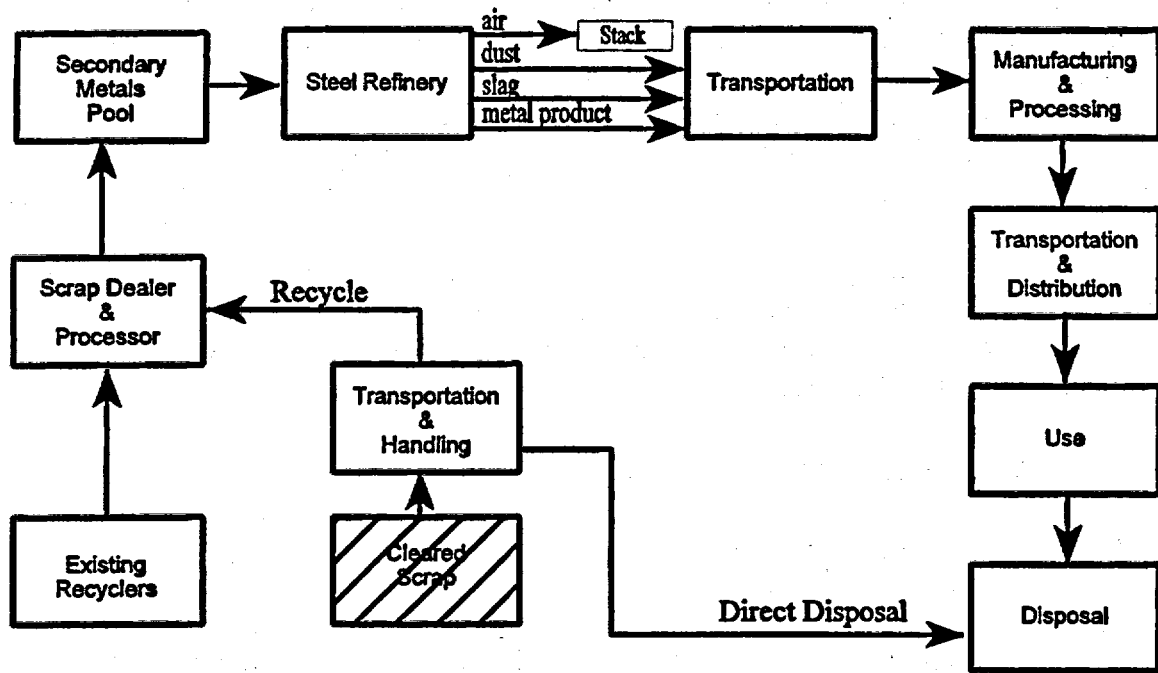 Secondary
Metals
Pool
Steel Refinery
air
Stack
dust
slag
metal product
Transportation
Manufacturing
&
Processing
Transportation
&
Distribution
Scrap Dealer
&
Processor
Recycle
Transportation
&
Handling
Use
Existing
Recyclers
Cleared
Scrap
Direct Disposal
Disposal